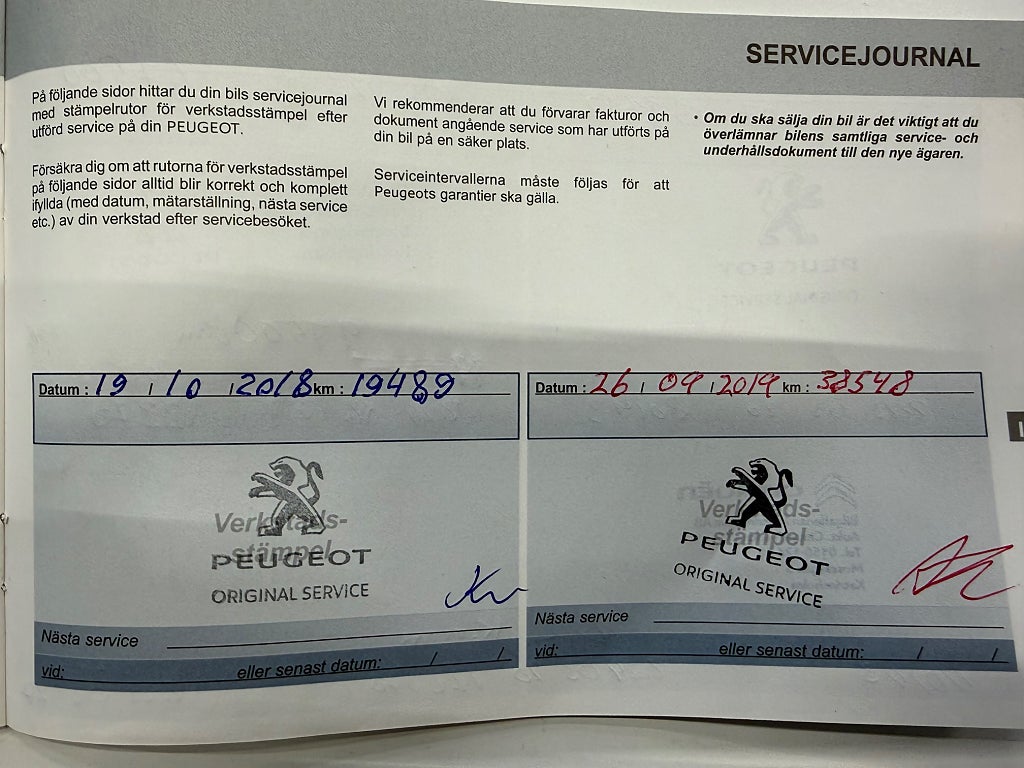 SERVICEJOURNAL
På följande sidor hittar du din bils servicejournal
med stämpelrutor för verkstadsstämpel efter
utförd service på din PEUGEOT.
Försäkra dig om att rutorna för verkstadsstämpel
på följande sidor alltid blir korrekt och komplett
ifyllda (med datum, mätarställning, nästa service
etc.) av din verkstad efter servicebesöket.
Vi rekommenderar att du förvarar fakturor och
dokument angående service som har utförts på
din bil på en säker plats.
Serviceintervallerna måste följas för att
Peugeots garantier ska gälla.
• Om du ska sälja din bil är det viktigt att du
överlämnar bilens samtliga service- och
underhållsdokument till den nye ägaren.
Datum : 19 / 10 / 2018 km : 19489
Verkstads-
stämpel
PEUGEOT
ORIGINAL SERVICE
Nästa service
vid: eller senast datum: / /
Datum : 26 / 09 / 2019 km : 38548
Verkstads-
stämpel
PEUGEOT
ORIGINAL SERVICE
Nästa service
vid: eller senast datum: / /